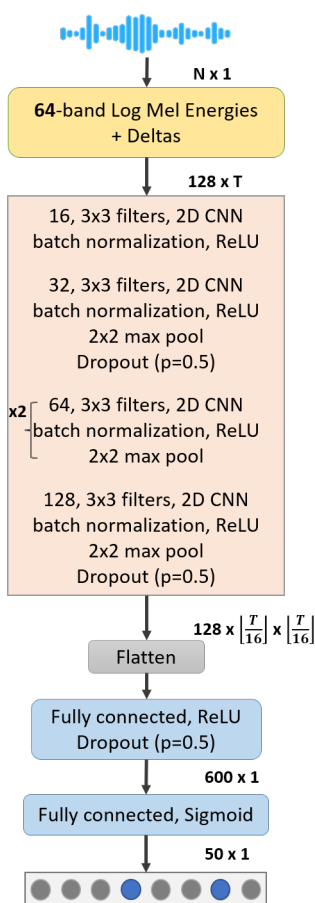 N x 1
64-band Log Mel Energies
+ Deltas
128 x T
16, 3x3 filters, 2D CNN
batch normalization, ReLU
32, 3x3 filters, 2D CNN
batch normalization, ReLU
2x2 max pool
Dropout (p=0.5)
x2
64, 3x3 filters, 2D CNN
batch normalization, ReLU
2x2 max pool
128, 3x3 filters, 2D CNN
batch normalization, ReLU
2x2 max pool
Dropout (p=0.5)
128 x ⌊T/16⌋ x ⌊T/16⌋
Flatten
Fully connected, ReLU
Dropout (p=0.5)
600 x 1
Fully connected, Sigmoid
50 x 1